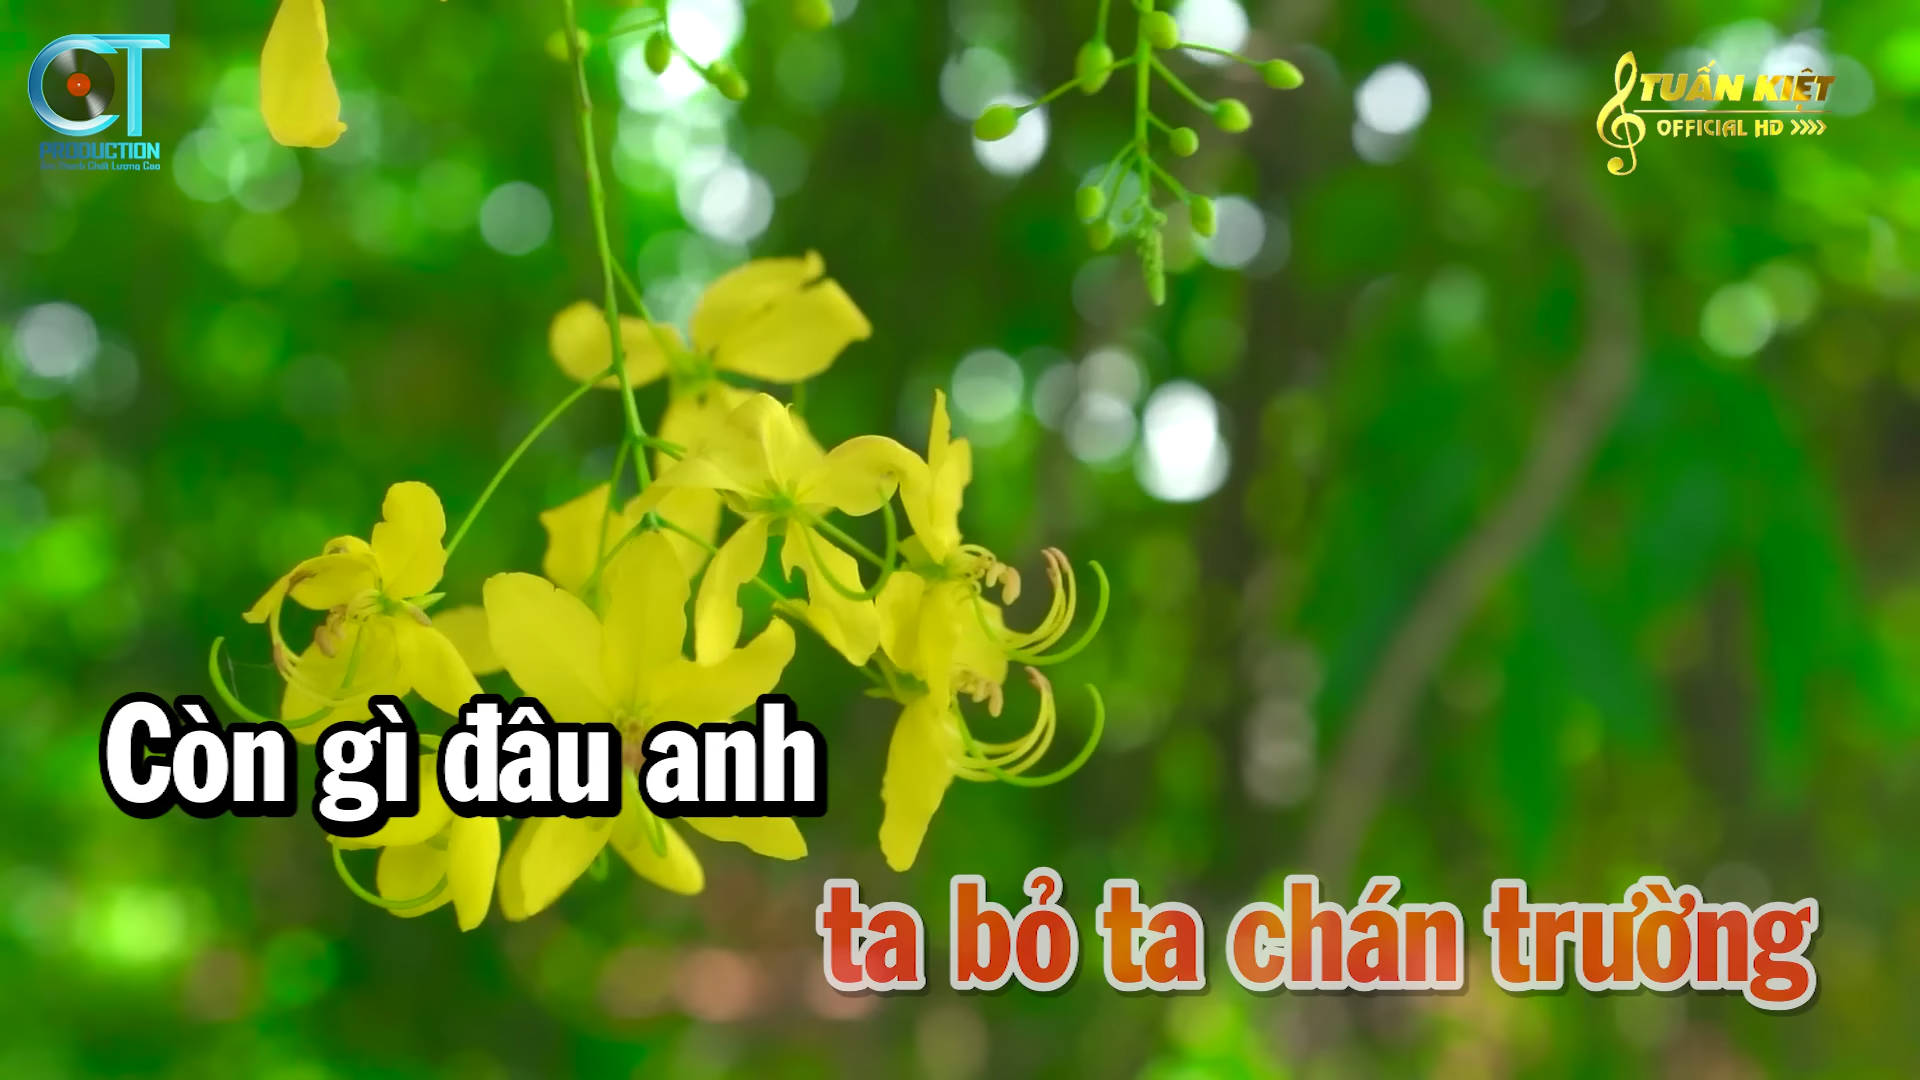 CT
PRODUCTION
TUẤN KIỆT
OFFICIAL HD
Còn gì đâu anh
ta bỏ ta chán trường